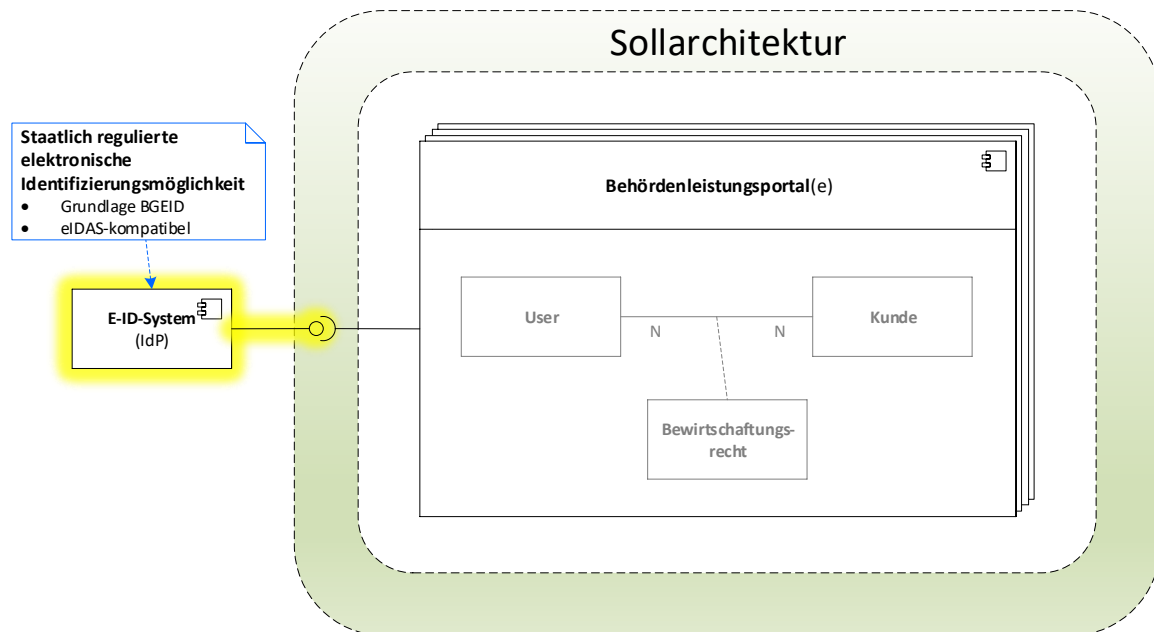 Sollarchitektur
Staatlich regulierte
elektronische
Identifizierungsmöglichkeit
• Grundlage BGEID
• eIDAS-kompatibel
Behördenleistungsportal(e)
E-ID-System
(IdP)
User
N
N
Kunde
Bewirtschaftungs-
recht